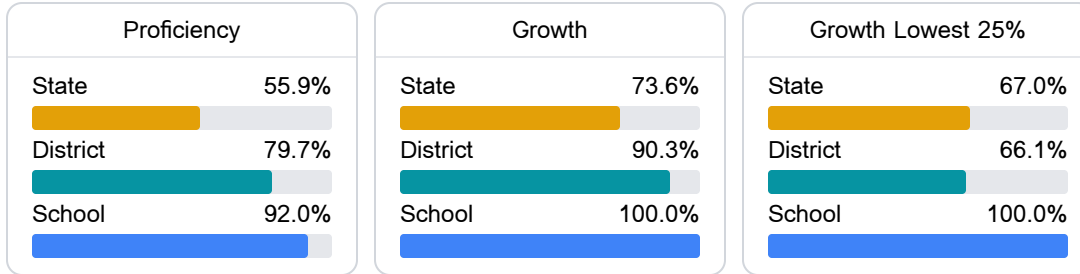 Proficiency
State 55.9%
District 79.7%
School 92.0%
Growth
State 73.6%
District 90.3%
School 100.0%
Growth Lowest 25%
State 67.0%
District 66.1%
School 100.0%